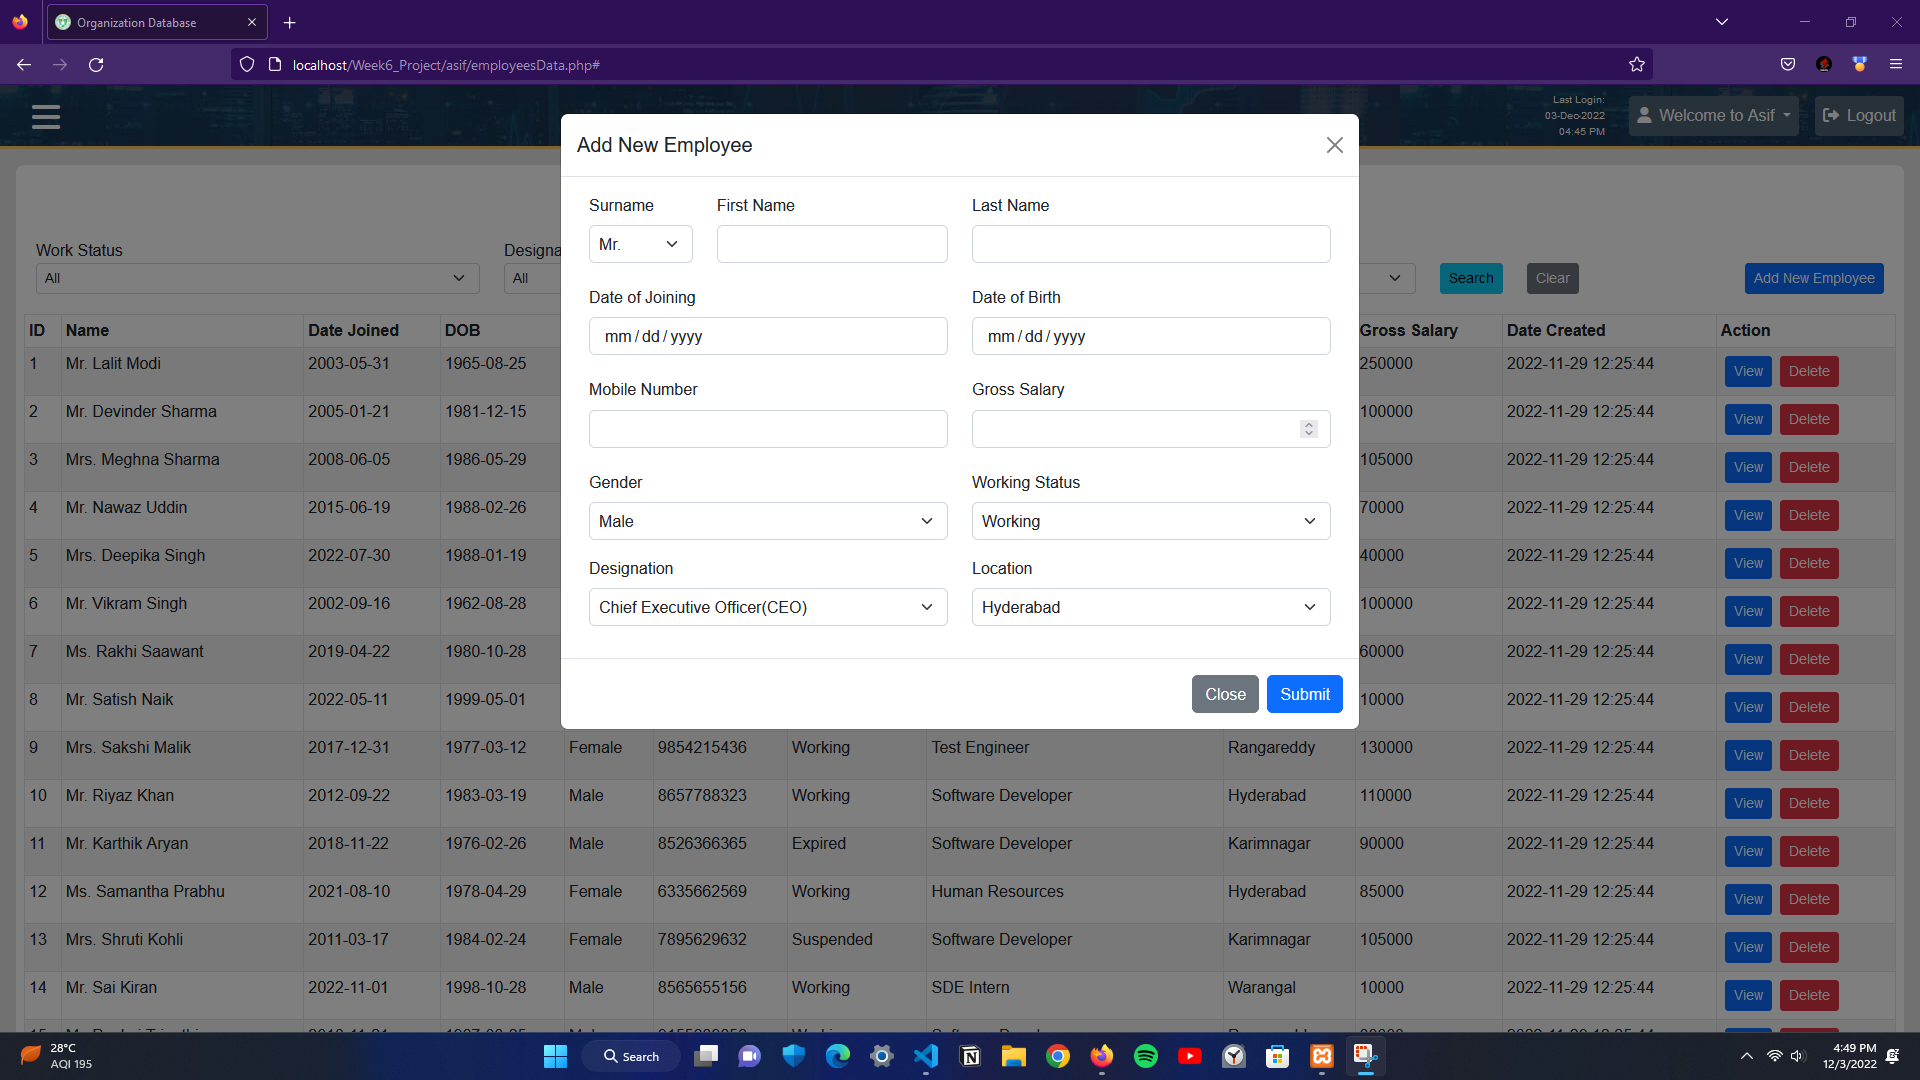 Organization Database
localhost/Week6_Project/asif/employeesData.php#
Last Login:
03-Dec-2022
04:45 PM
Welcome to Asif
Logout
Add New Employee
Surname First Name Last Name
Mr.
Date of Joining Date of Birth
mm/dd/yyyy mm/dd/yyyy
Mobile Number Gross Salary
Gender Working Status
Male Working
Designation Location
Chief Executive Officer(CEO) Hyderabad
Close Submit
Work Status Designa
All All Search Clear Add New Employee
ID Name Date Joined DOB Gross Salary Date Created Action
1 Mr. Lalit Modi 2003-05-31 1965-08-25 250000 2022-11-29 12:25:44 View Delete
2 Mr. Devinder Sharma 2005-01-21 1981-12-15 100000 2022-11-29 12:25:44 View Delete
3 Mrs. Meghna Sharma 2008-06-05 1986-05-29 105000 2022-11-29 12:25:44 View Delete
4 Mr. Nawaz Uddin 2015-06-19 1988-02-26 70000 2022-11-29 12:25:44 View Delete
5 Mrs. Deepika Singh 2022-07-30 1988-01-19 40000 2022-11-29 12:25:44 View Delete
6 Mr. Vikram Singh 2002-09-16 1962-08-28 100000 2022-11-29 12:25:44 View Delete
7 Ms. Rakhi Saawant 2019-04-22 1980-10-28 60000 2022-11-29 12:25:44 View Delete
8 Mr. Satish Naik 2022-05-11 1999-05-01 10000 2022-11-29 12:25:44 View Delete
9 Mrs. Sakshi Malik 2017-12-31 1977-03-12 Female 9854215436 Working Test Engineer Rangareddy 130000 2022-11-29 12:25:44 View Delete
10 Mr. Riyaz Khan 2012-09-22 1983-03-19 Male 8657788323 Working Software Developer Hyderabad 110000 2022-11-29 12:25:44 View Delete
11 Mr. Karthik Aryan 2018-11-22 1976-02-26 Male 8526366365 Expired Software Developer Karimnagar 90000 2022-11-29 12:25:44 View Delete
12 Ms. Samantha Prabhu 2021-08-10 1978-04-29 Female 6335662569 Working Human Resources Hyderabad 85000 2022-11-29 12:25:44 View Delete
13 Mrs. Shruti Kohli 2011-03-17 1984-02-24 Female 7895629632 Suspended Software Developer Karimnagar 105000 2022-11-29 12:25:44 View Delete
14 Mr. Sai Kiran 2022-11-01 1998-10-28 Male 8565655156 Working SDE Intern Warangal 10000 2022-11-29 12:25:44 View Delete
28°C
AQI 195
Search
4:49 PM
12/3/2022